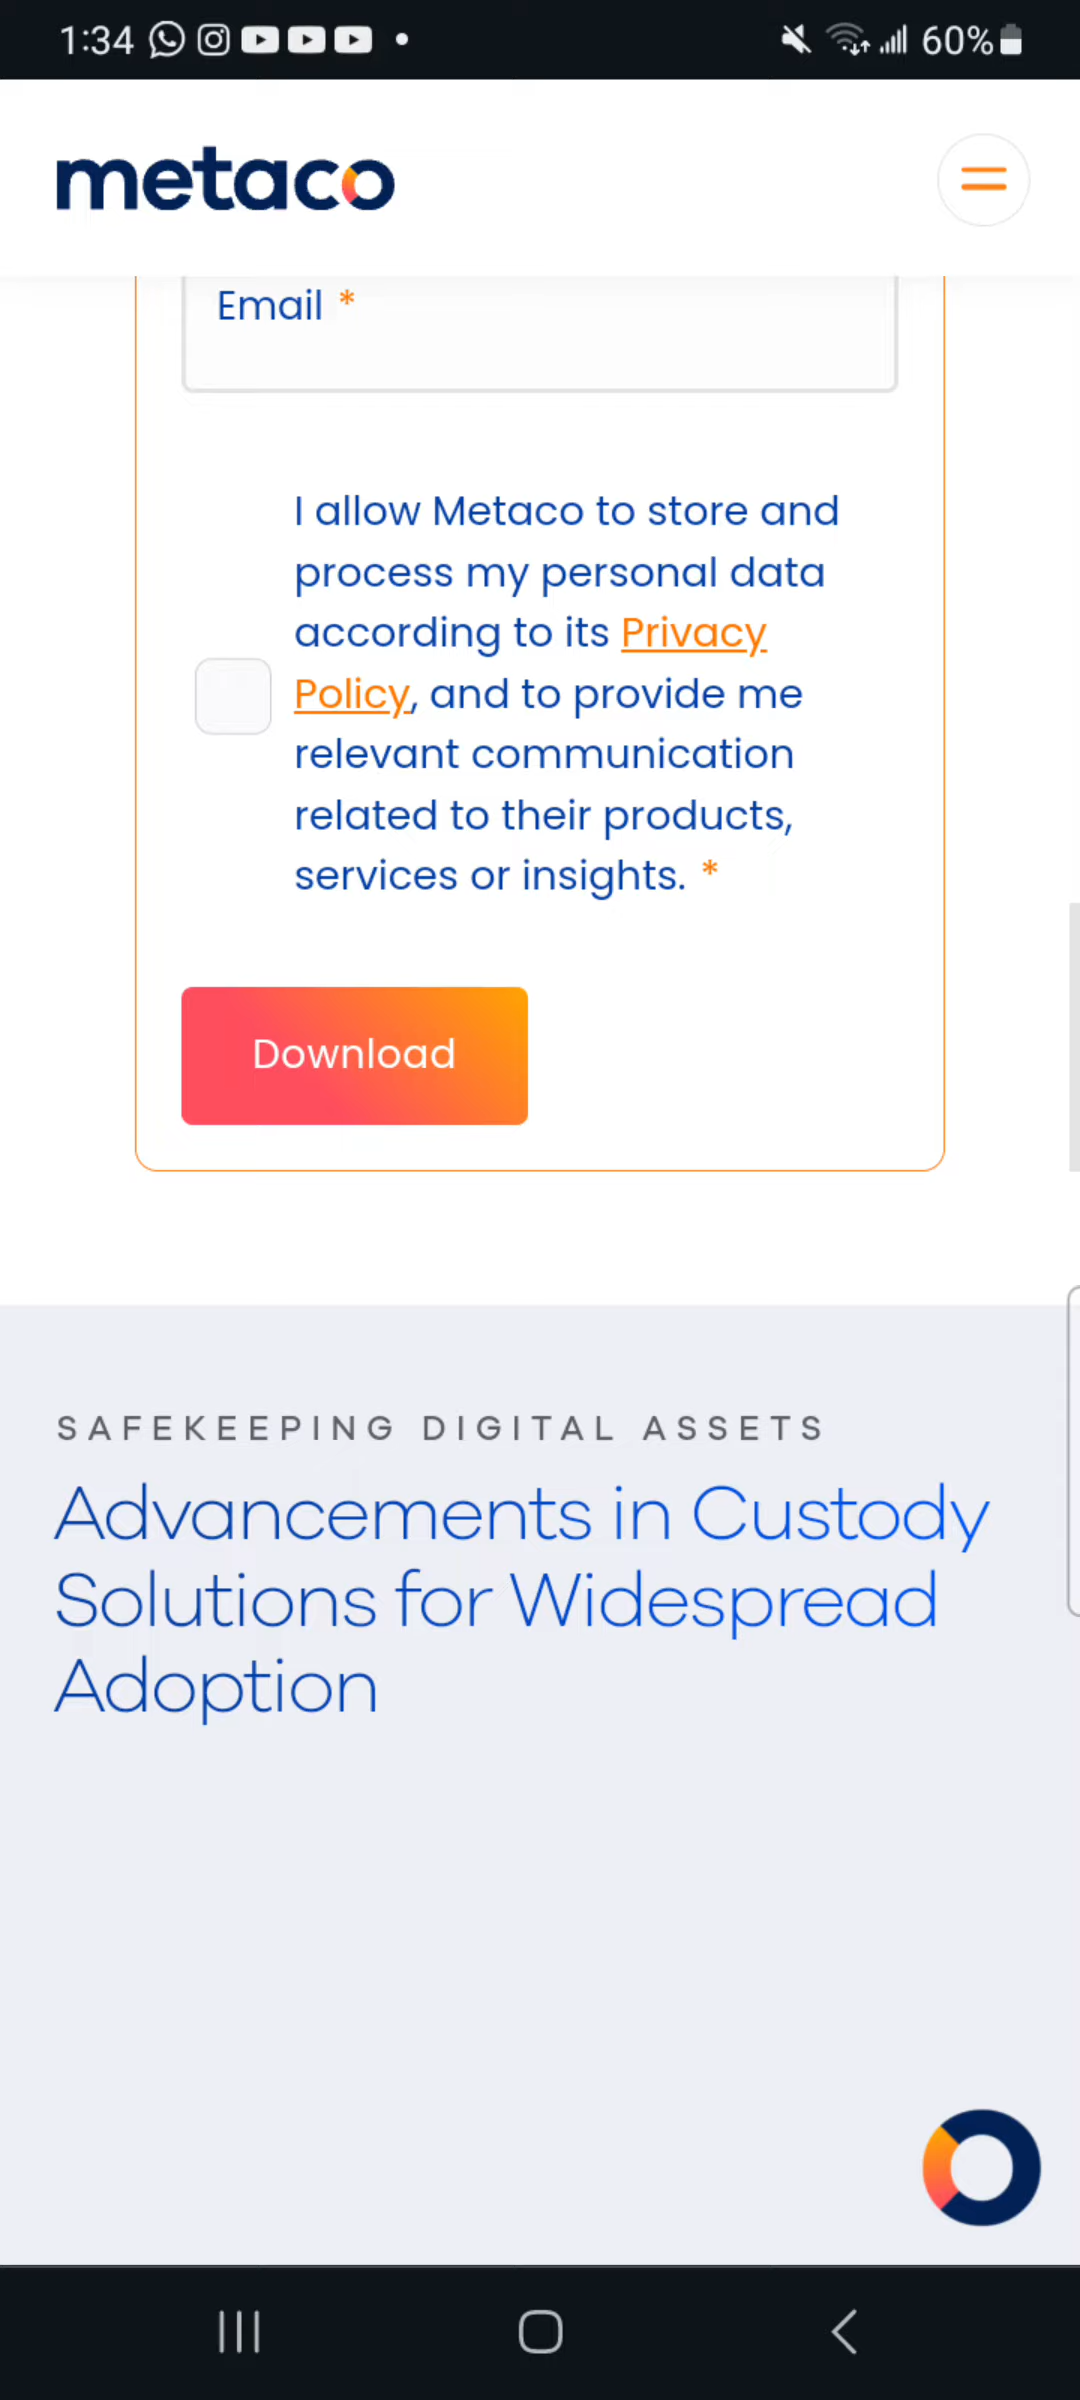 1:34
60%
metaco
Email *
I allow Metaco to store and
process my personal data
according to its Privacy
Policy, and to provide me
relevant communication
related to their products,
services or insights. *
Download
SAFEKEEPING DIGITAL ASSETS
Advancements in Custody
Solutions for Widespread
Adoption